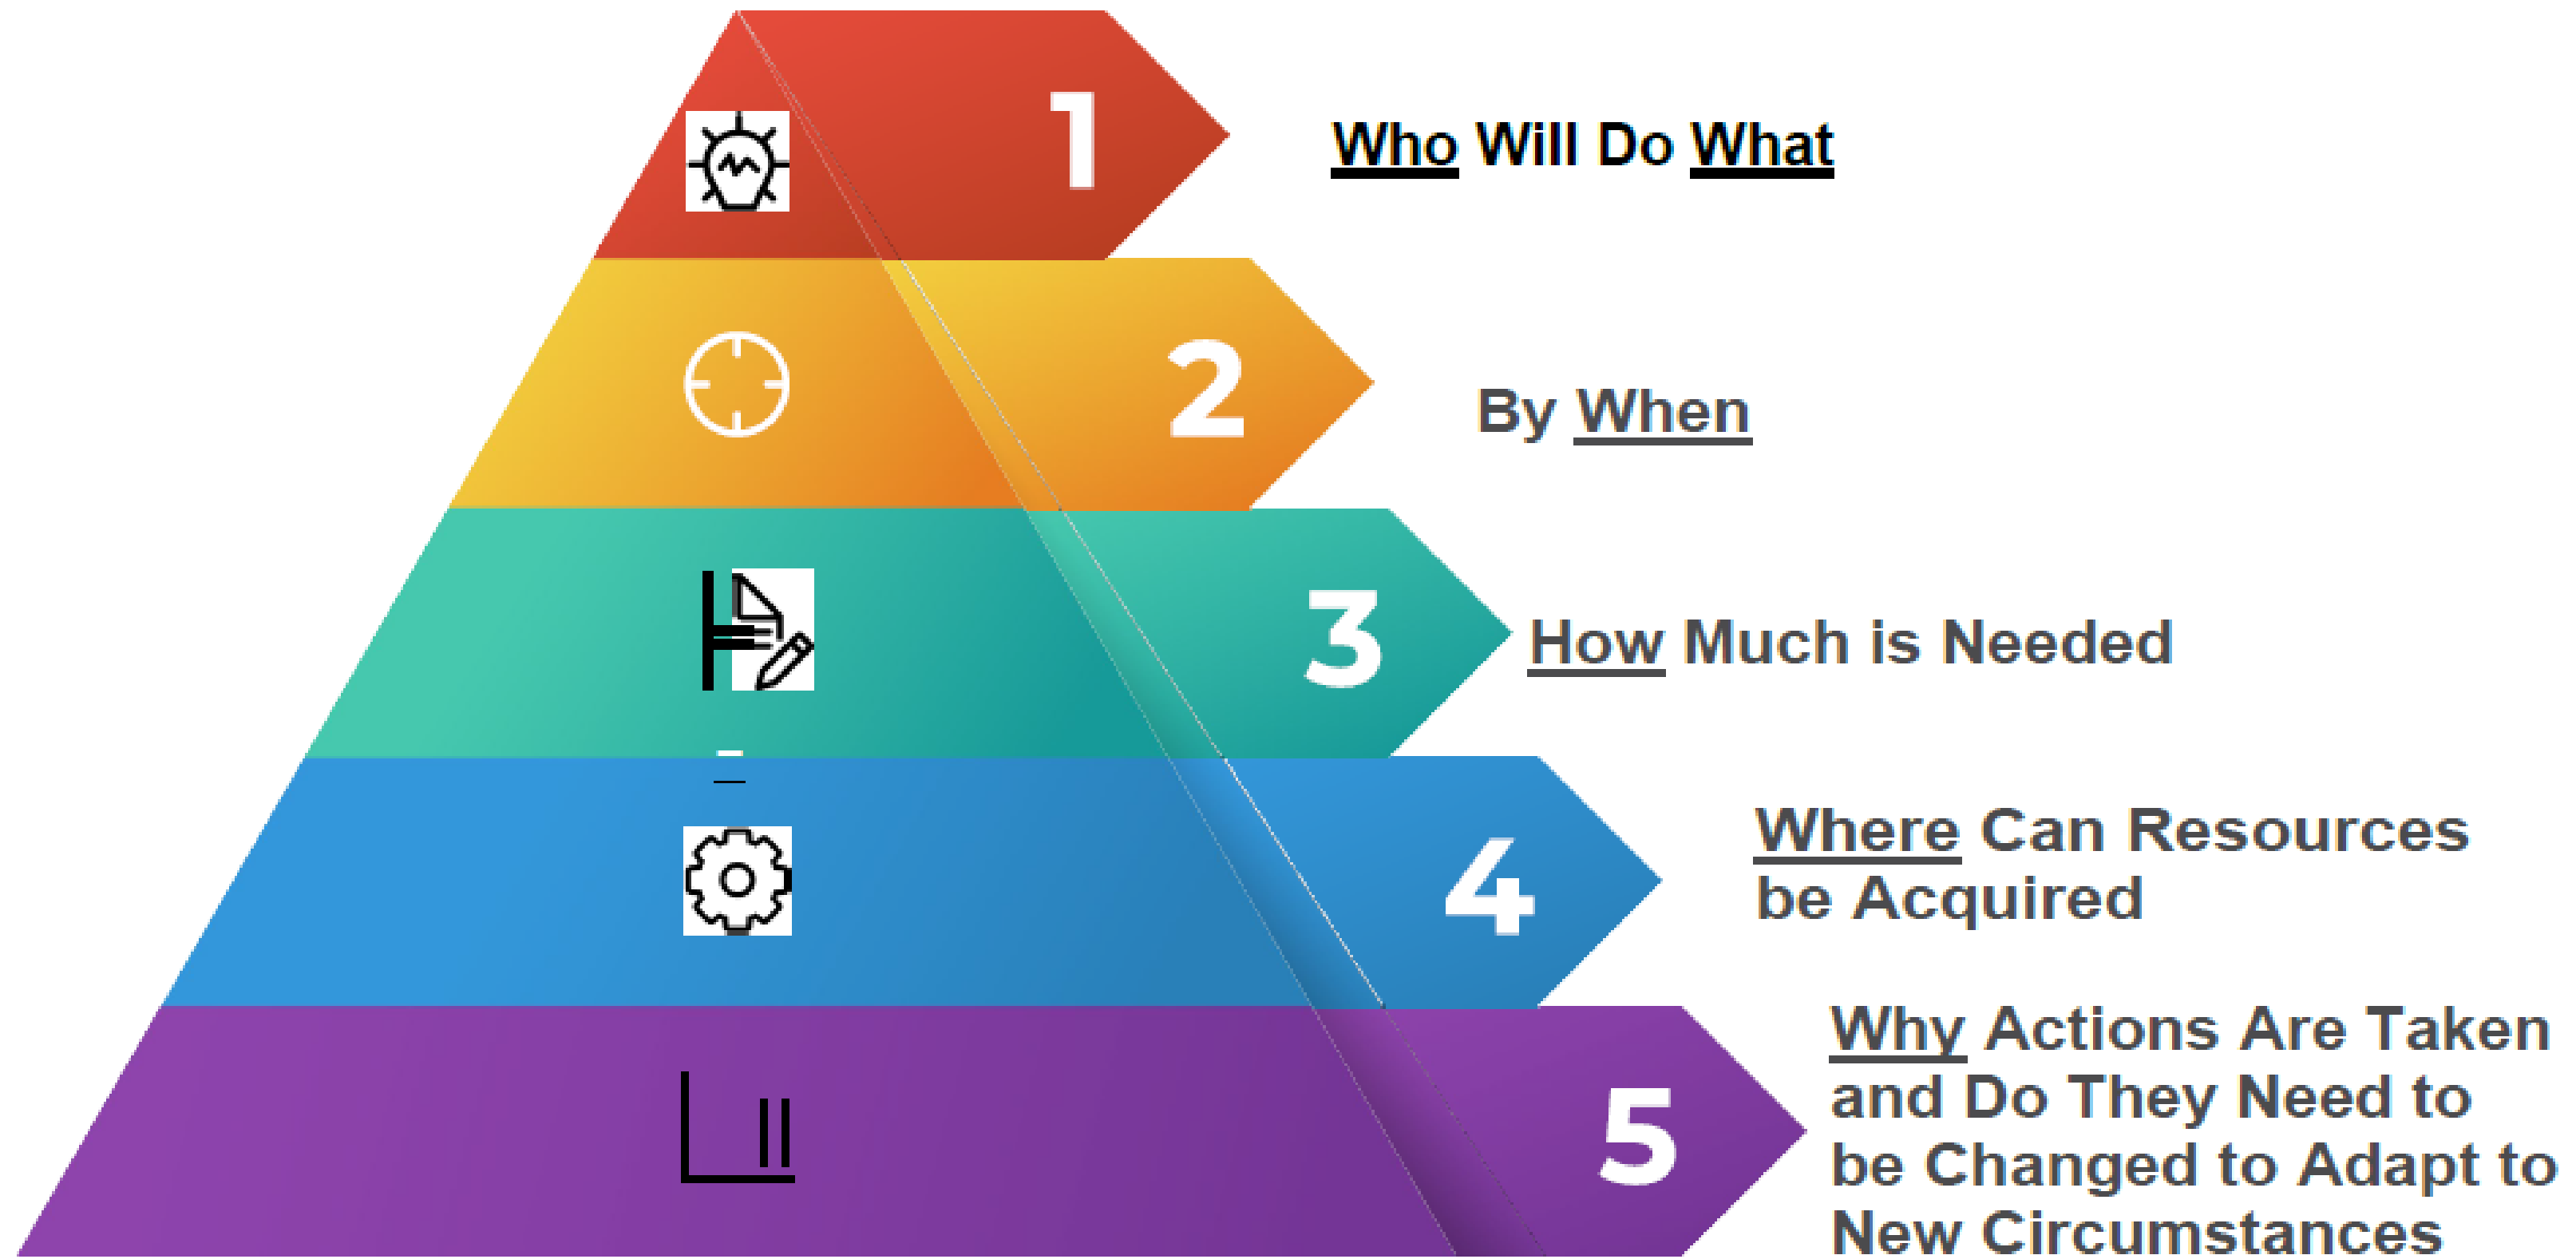 1
Who Will Do What
2
By When
3
How Much is Needed
4
Where Can Resources
be Acquired
5
Why Actions Are Taken
and Do They Need to
be Changed to Adapt to
New Circumstances